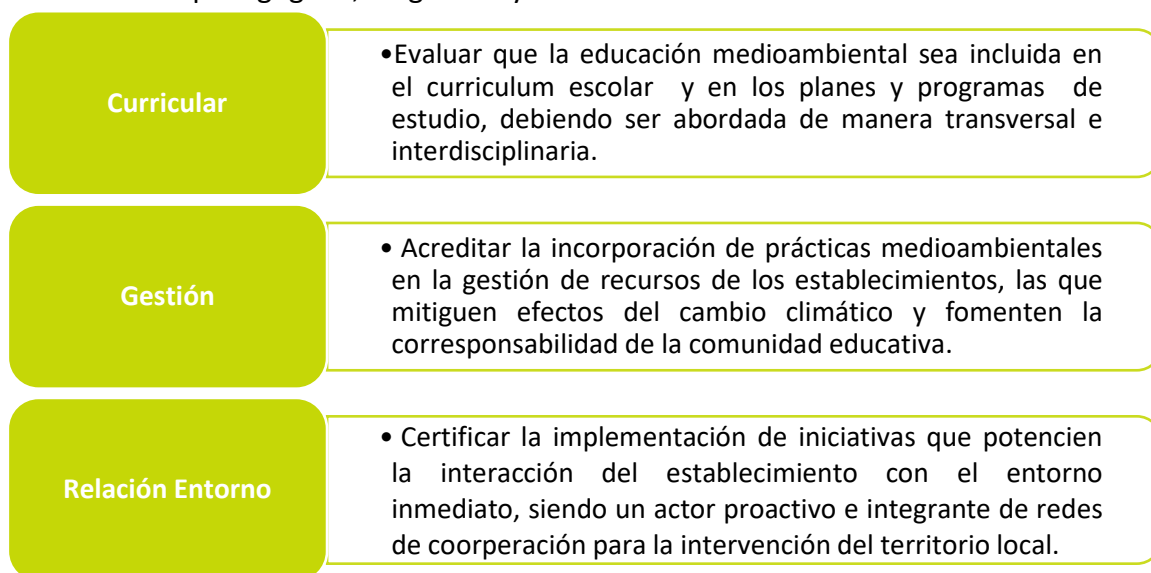 Curricular
•Evaluar que la educación medioambiental sea incluida en
el curriculum escolar y en los planes y programas de
estudio, debiendo ser abordada de manera transversal e
interdisciplinaria.
Gestión
• Acreditar la incorporación de prácticas medioambientales
en la gestión de recursos de los establecimientos, las que
mitiguen efectos del cambio climático y fomenten la
corresponsabilidad de la comunidad educativa.
Relación Entorno
• Certificar la implementación de iniciativas que potencien
la interacción del establecimiento con el entorno
inmediato, siendo un actor proactivo e integrante de redes
de coorperación para la intervención del territorio local.